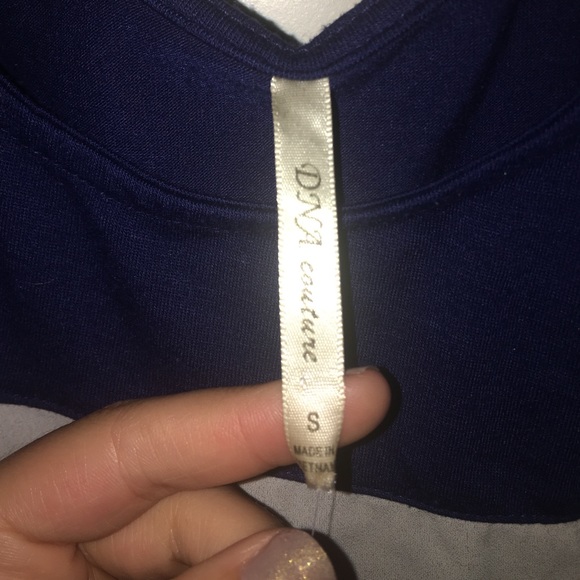 DNA couture
S
MADE IN
VIETNAM